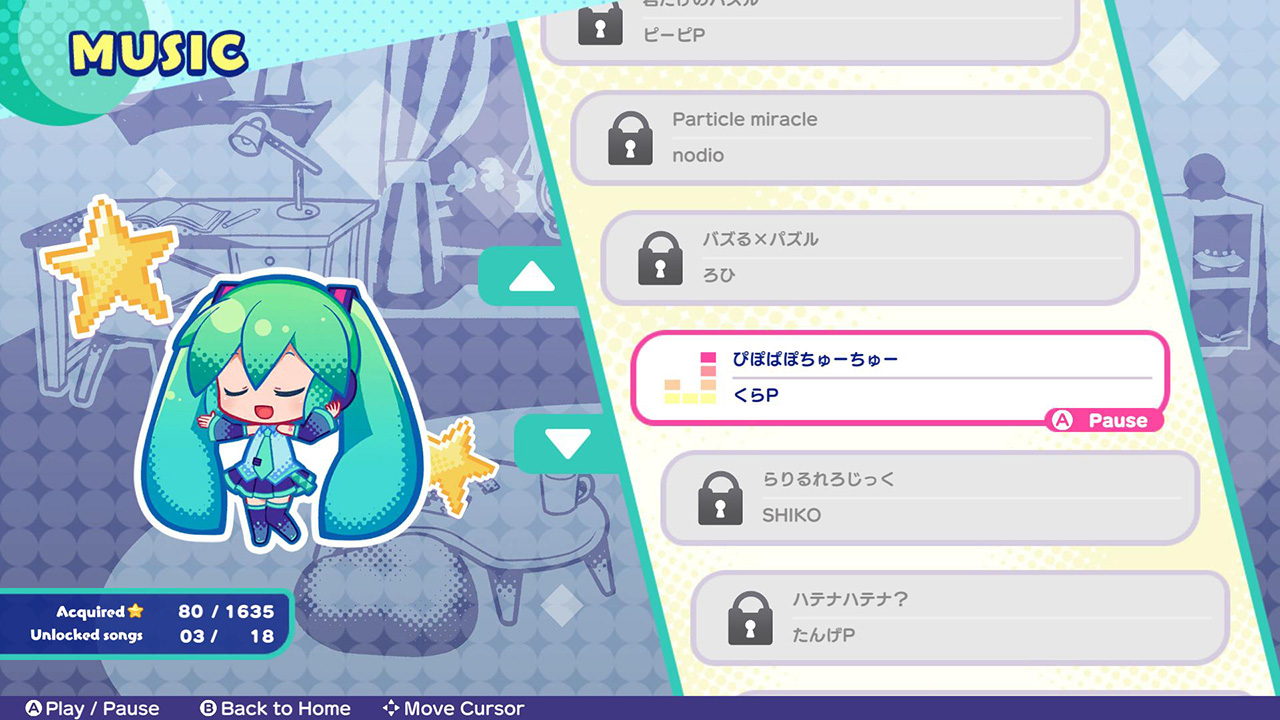 MUSIC
ピーピP
Particle miracle
nodio
バズる×パズル
ろひ
ぴぽぱぽちゅーちゅー
くらP
A Pause
らりるれろじっく
SHIKO
ハテナハテナ？
たんげP
Acquired 80 / 1635
Unlocked songs 03 / 18
A Play / Pause B Back to Home Move Cursor